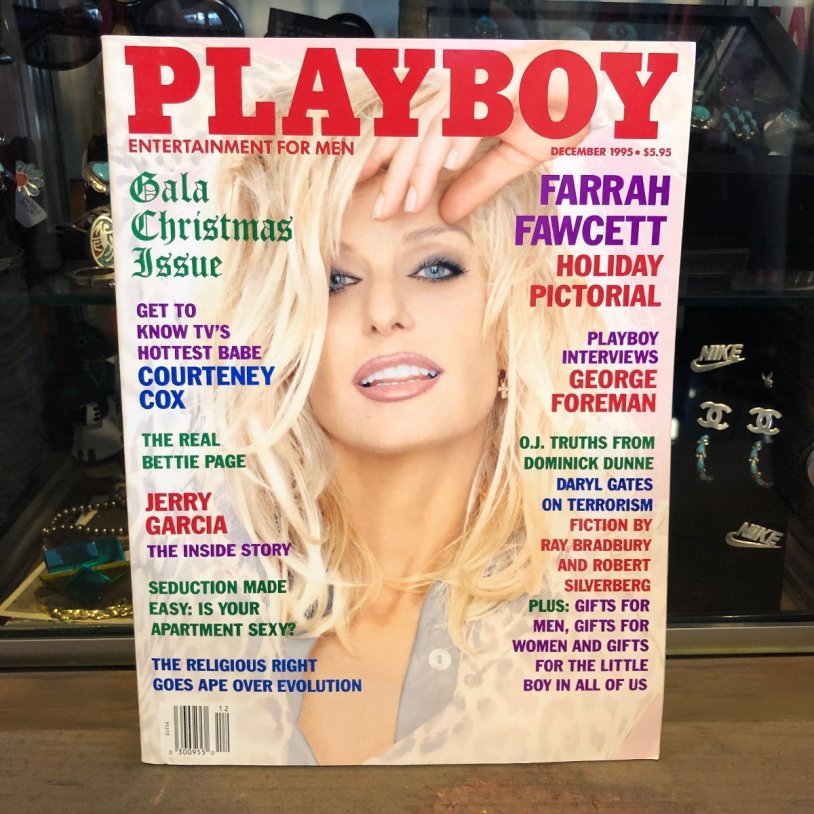 PLAYBOY
ENTERTAINMENT FOR MEN
DECEMBER 1995 • $5.95
Gala
Christmas
Issue
GET TO
KNOW TV'S
HOTTEST BABE
COURTENEY
COX
THE REAL
BETTIE PAGE
JERRY
GARCIA
THE INSIDE STORY
SEDUCTION MADE
EASY: IS YOUR
APARTMENT SEXY?
THE RELIGIOUS RIGHT
GOES APE OVER EVOLUTION
FARRAH
FAWCETT
HOLIDAY
PICTORIAL
PLAYBOY
INTERVIEWS
GEORGE
FOREMAN
O.J. TRUTHS FROM
DOMINICK DUNNE
DARYL GATES
ON TERRORISM
FICTION BY
RAY BRADBURY
AND ROBERT
SILVERBERG
PLUS: GIFTS FOR
MEN, GIFTS FOR
WOMEN AND GIFTS
FOR THE LITTLE
BOY IN ALL OF US
12
0 300955 0
NIKE
NIKE